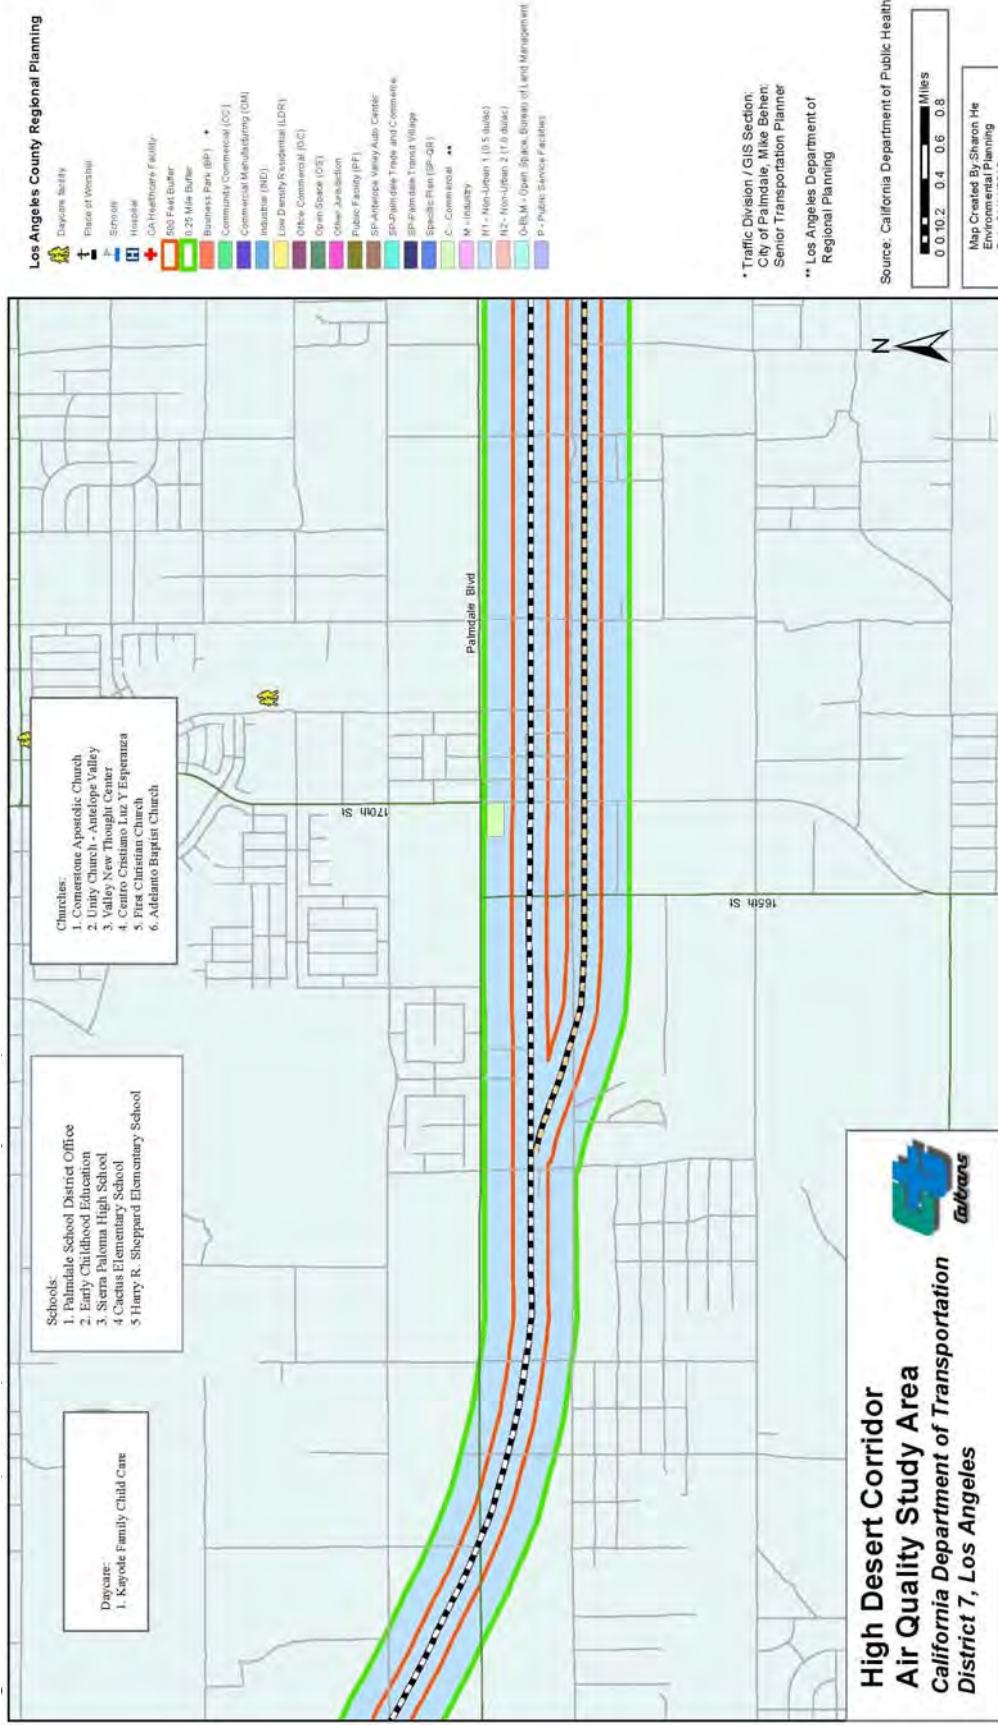 Daycare:
1. Kayode Family Child Care
Schools:
1. Palmdale School District Office
2. Early Childhood Education
3. Sierra Paloma High School
4 Cactus Elementary School
5 Harry R. Sheppard Elementary School
Churches:
1. Cornerstone Apostolic Church
2. Unity Church - Antelope Valley
3. Valley New Thought Center
4. Centro Cristiano Luz Y Esperanza
5. First Christian Church
6. Adelanto Baptist Church
170th St
Palmdale Blvd
165th St
N
High Desert Corridor
Air Quality Study Area
California Department of Transportation
District 7, Los Angeles
Caltrans
Los Angeles County Regional Planning
Daycare facility
Place of Worship
Schools
H Hospital
CA Healthcare Facility
500 Feet Buffer
0.25 Mile Buffer
Business Park (BP) *
Community Commercial (CC)
Commercial Manufacturing (CM)
Industrial (IND)
Low Density Residential (LDR)
Office Commercial (OC)
Open Space (OS)
Other Jurisdiction
Public Facility (PF)
SP-Antelope Valley Auto Center
SP-Palmdale Trade and Commerce
SP-Palmdale Transit Village
Specific Plan (SP-QR)
C - Commercial **
M - Industry
N1 - Non-Urban 1 (0.5 du/ac)
N2 - Non-Urban 2 (1.0 du/ac)
O-BLM - Open Space, Bureau of Land Management
P - Public Service Facilities
* Traffic Division / GIS Section;
City of Palmdale, Mike Behen;
Senior Transportation Planner
** Los Angeles Department of
Regional Planning
Source: California Department of Public Health
Miles
0 0.10.2 0.4 0.6 0.8
Map Created By Sharon He
Environmental Planning